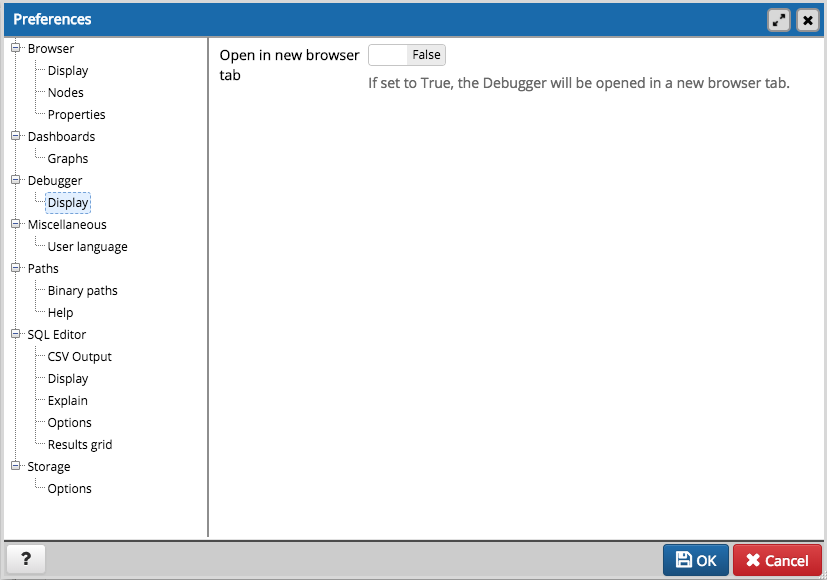 Preferences
Browser
Display
Nodes
Properties
Dashboards
Graphs
Debugger
Display
Miscellaneous
User language
Paths
Binary paths
Help
SQL Editor
CSV Output
Display
Explain
Options
Results grid
Storage
Options
Open in new browser
tab
False
If set to True, the Debugger will be opened in a new browser tab.
?
OK
Cancel